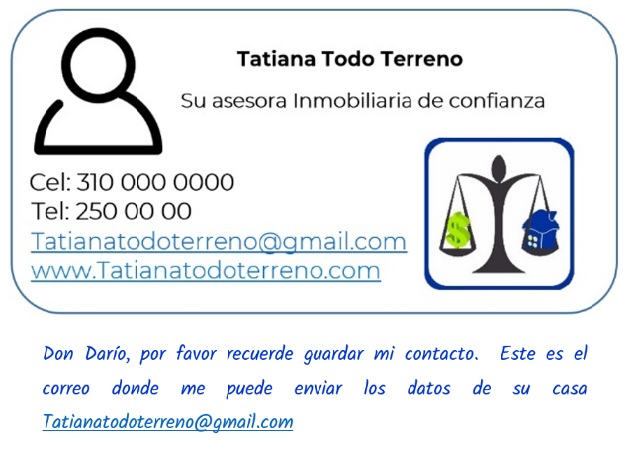 Tatiana Todo Terreno
Su asesora Inmobiliaria de confianza
Cel: 310 000 0000
Tel: 250 00 00
Tatianatodoterreno@gmail.com
www.Tatianatodoterreno.com
$
Don Darío, por favor recuerde guardar mi contacto. Este es el
correo donde me puede enviar los datos de su casa
Tatianatodoterreno@gmail.com